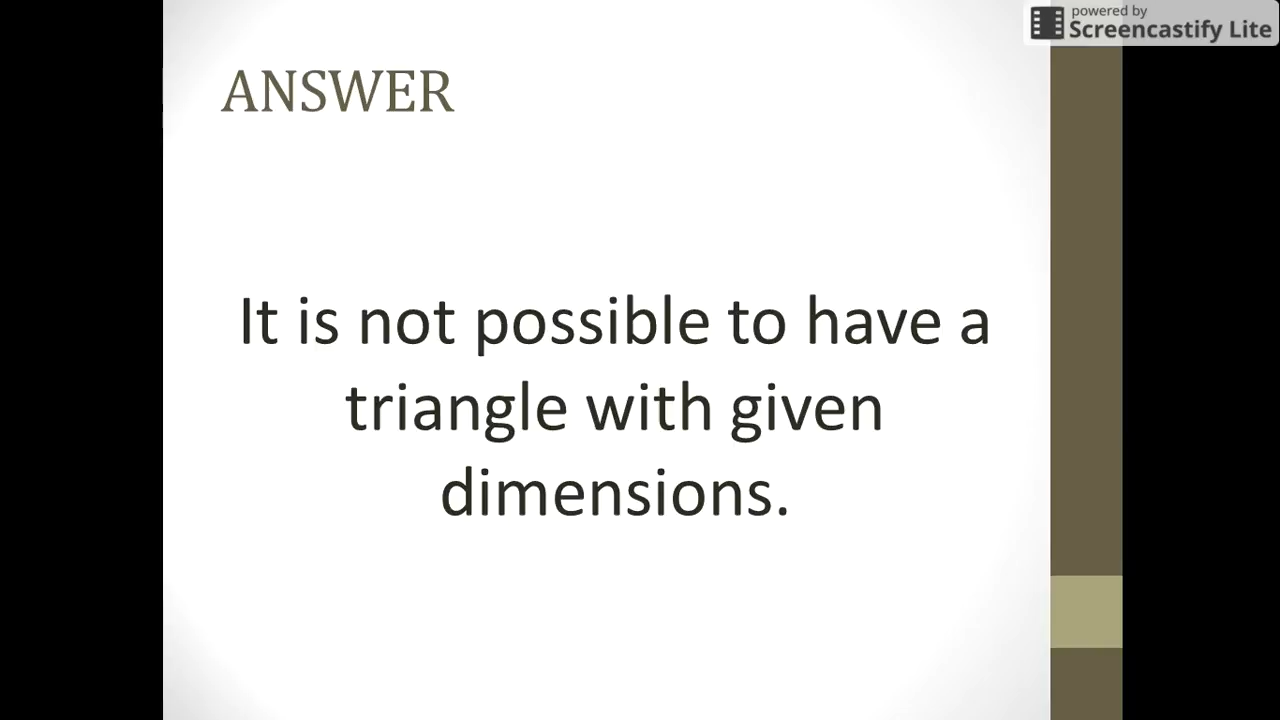 powered by
Screencastify Lite
ANSWER
It is not possible to have a
triangle with given
dimensions.